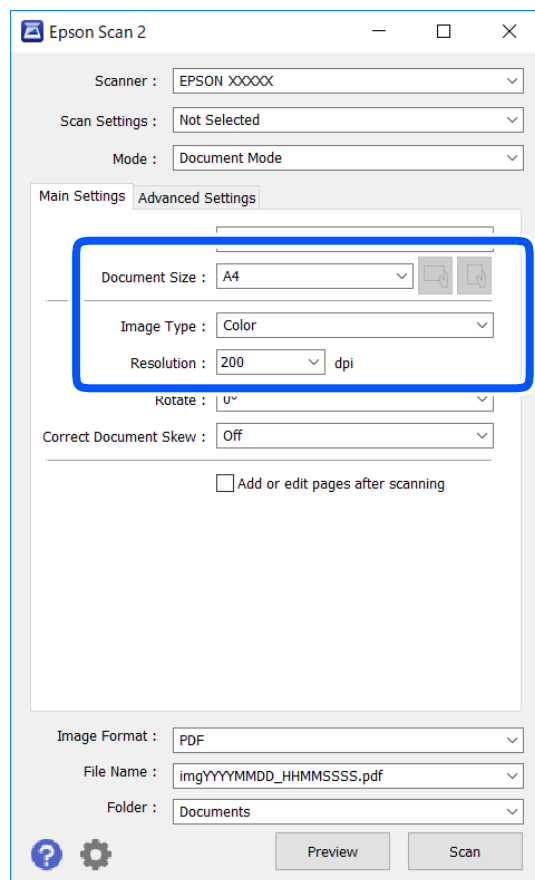 Epson Scan 2
Scanner : EPSON XXXXX
Scan Settings : Not Selected
Mode : Document Mode
Main Settings Advanced Settings
Document Size : A4
Image Type : Color
Resolution : 200 dpi
Rotate : 0°
Correct Document Skew : Off
Add or edit pages after scanning
Image Format : PDF
File Name : imgYYYYMMDD_HHMMSSSS.pdf
Folder : Documents
? Preview Scan